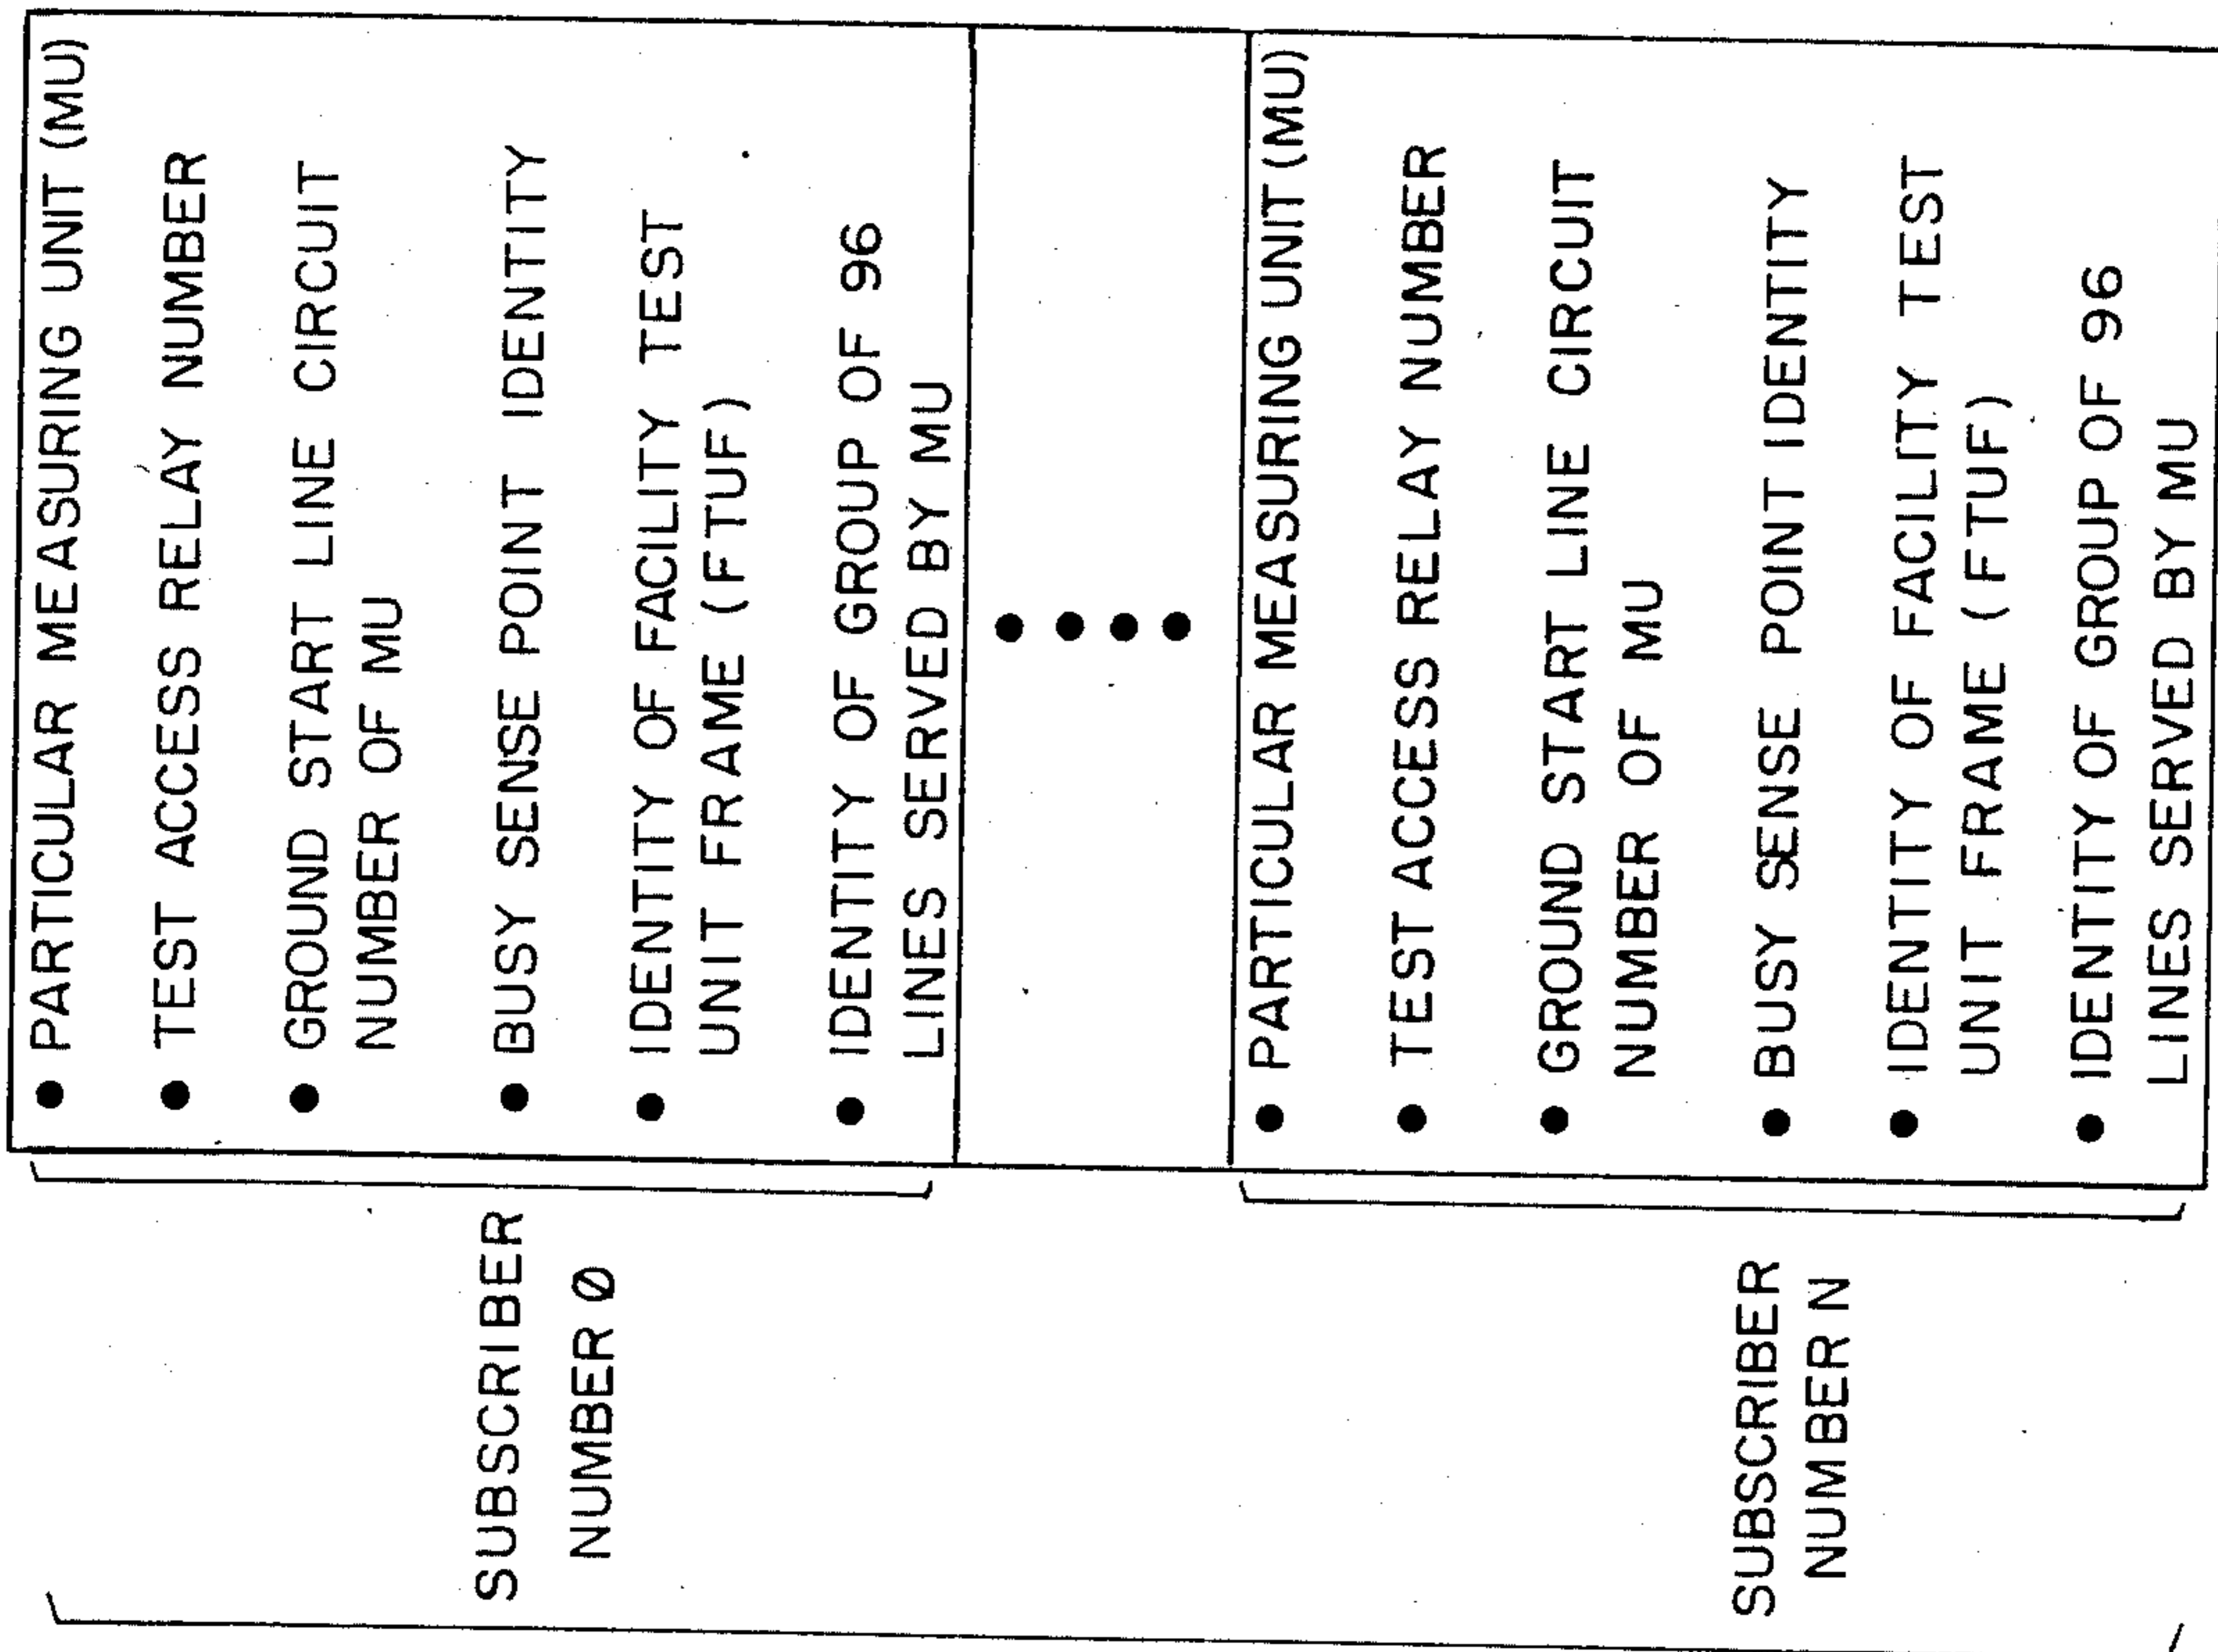 SUBSCRIBER
NUMBER Ø
• PARTICULAR MEASURING UNIT (MU)
• TEST ACCESS RELAY NUMBER
• GROUND START LINE CIRCUIT
NUMBER OF MU
• BUSY SENSE POINT IDENTITY
• IDENTITY OF FACILITY TEST
UNIT FRAME (FTUF)
• IDENTITY OF GROUP OF 96
LINES SERVED BY MU
SUBSCRIBER
NUMBER N
• PARTICULAR MEASURING UNIT (MU)
• TEST ACCESS RELAY NUMBER
• GROUND START LINE CIRCUIT
NUMBER OF MU
• BUSY SENSE POINT IDENTITY
• IDENTITY OF FACILITY TEST
UNIT FRAME (FTUF)
• IDENTITY OF GROUP OF 96
LINES SERVED BY MU